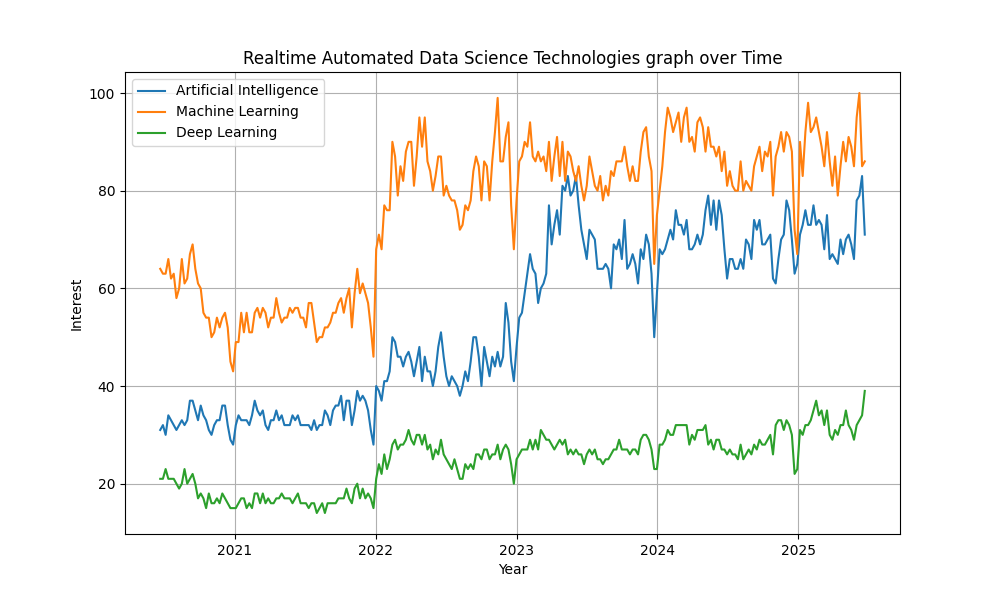 Realtime Automated Data Science Technologies graph over Time
Artificial Intelligence
Machine Learning
Deep Learning
100
80
60
40
20
Interest
2021 2022 2023 2024 2025
Year